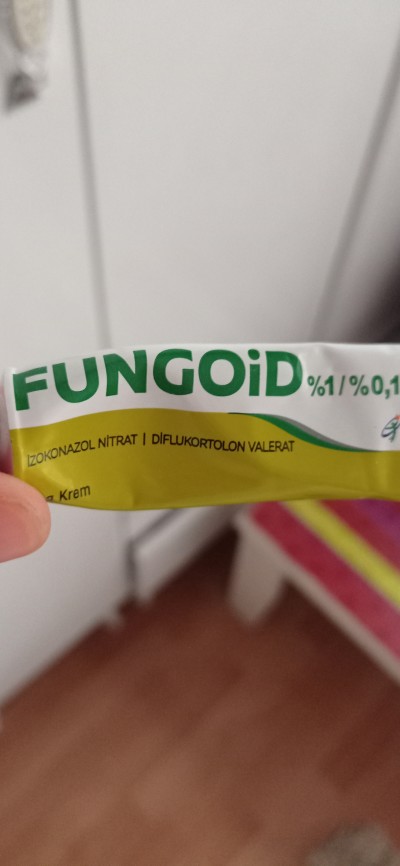 FUNGOiD %1 / %0,1
İZOKONAZOL NİTRAT | DİFLUKORTOLON VALERAT
Krem